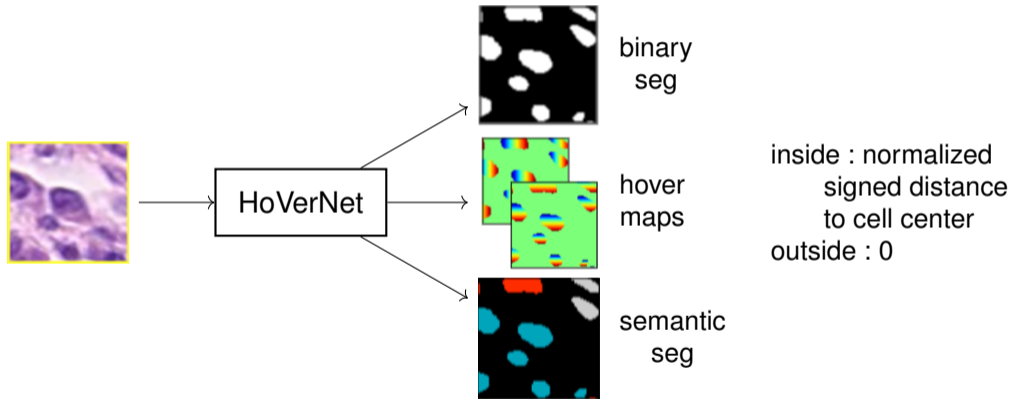 HoVerNet
binary
seg
hover
maps
inside : normalized
signed distance
to cell center
outside : 0
semantic
seg